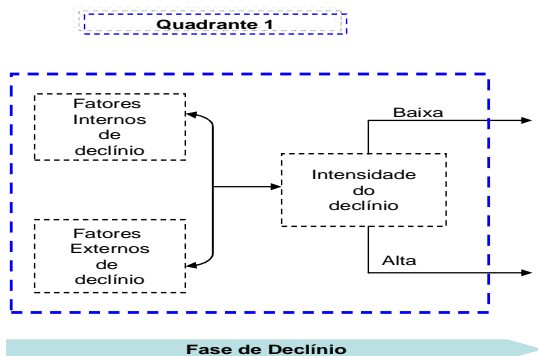 Quadrante 1
Fatores
Internos
de
declínio
Baixa
Intensidade
do
declínio
Fatores
Externos
de
declínio
Alta
Fase de Declínio